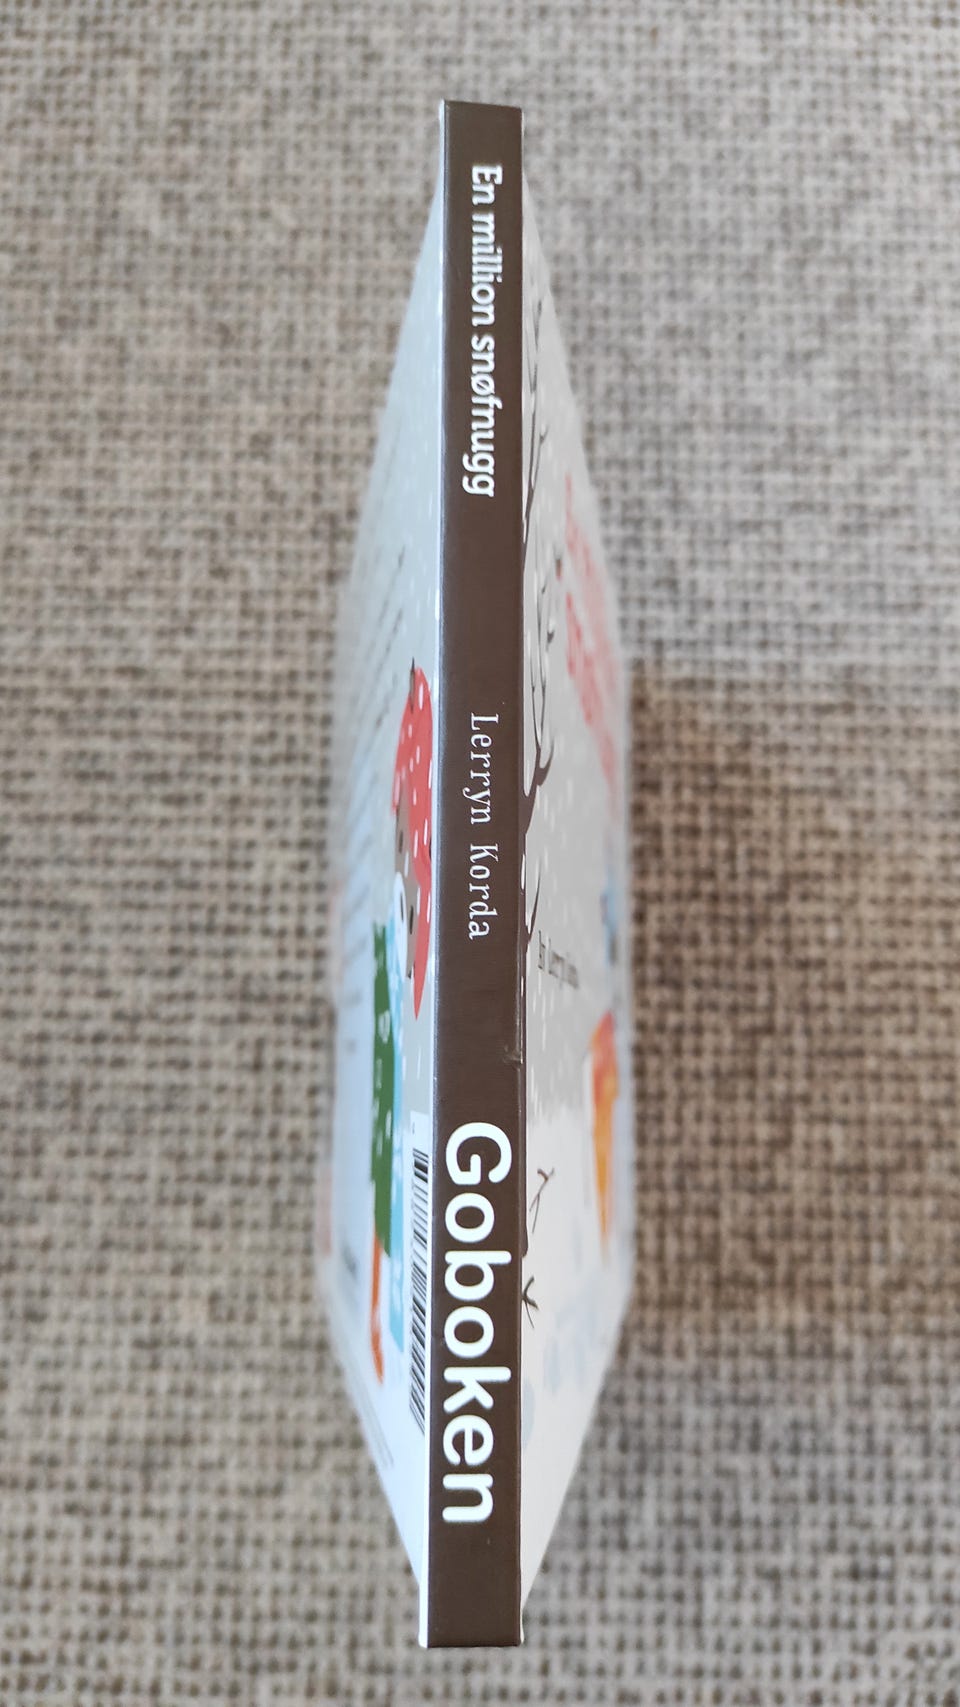 En million snøfnugg
Lerryn Korda
Goboken